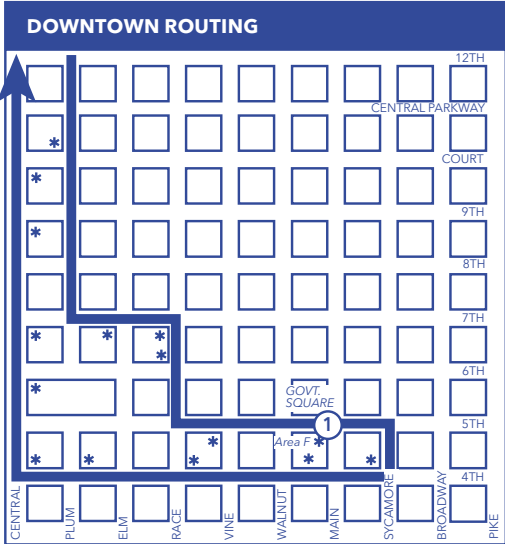 DOWNTOWN ROUTING
12TH
CENTRAL PARKWAY
COURT
9TH
8TH
7TH
6TH
GOVT.
SQUARE
1
5TH
Area F
4TH
CENTRAL
PLUM
ELM
RACE
VINE
WALNUT
MAIN
SYCAMORE
BROADWAY
PIKE